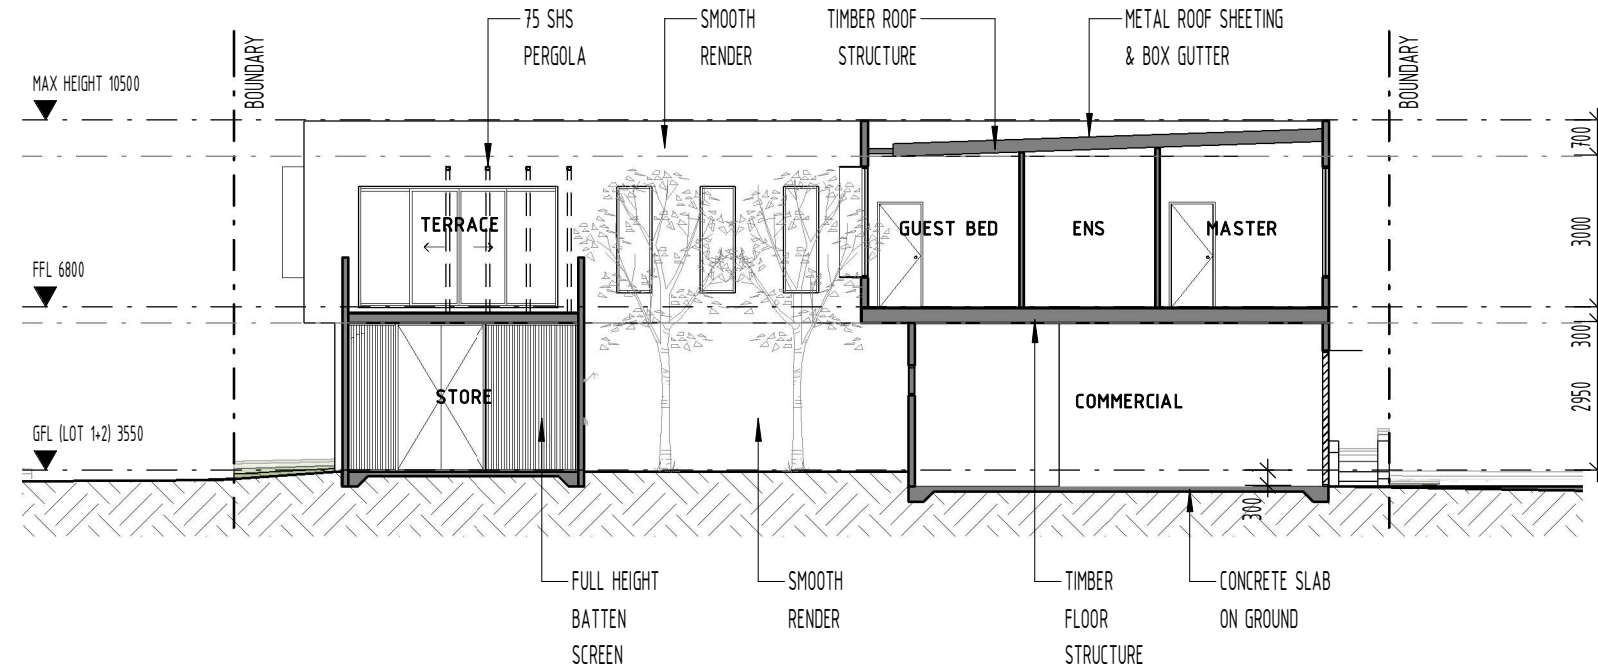 75 SHS
PERGOLA
SMOOTH
RENDER
TIMBER ROOF
STRUCTURE
METAL ROOF SHEETING
& BOX GUTTER
BOUNDARY
BOUNDARY
MAX HEIGHT 10500
700
TERRACE
GUEST BED
ENS
MASTER
3000
FFL 6800
300
STORE
COMMERCIAL
2950
GFL (LOT 1+2) 3550
300
FULL HEIGHT
BATTEN
SCREEN
SMOOTH
RENDER
TIMBER
FLOOR
STRUCTURE
CONCRETE SLAB
ON GROUND